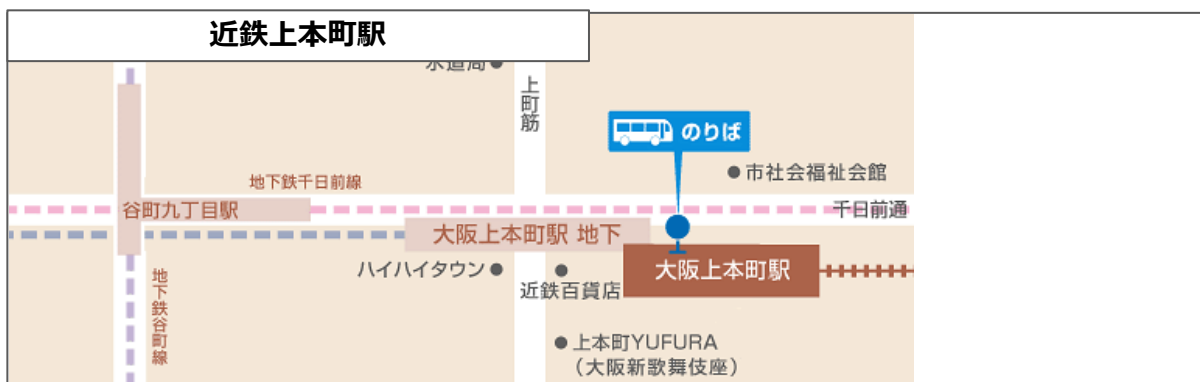 近鉄上本町駅
水道局
上町筋
のりば
市社会福祉会館
地下鉄千日前線
谷町九丁目駅
千日前通
大阪上本町駅 地下
ハイハイタウン
近鉄百貨店
大阪上本町駅
地下鉄谷町線
上本町YUFURA
(大阪新歌舞伎座)